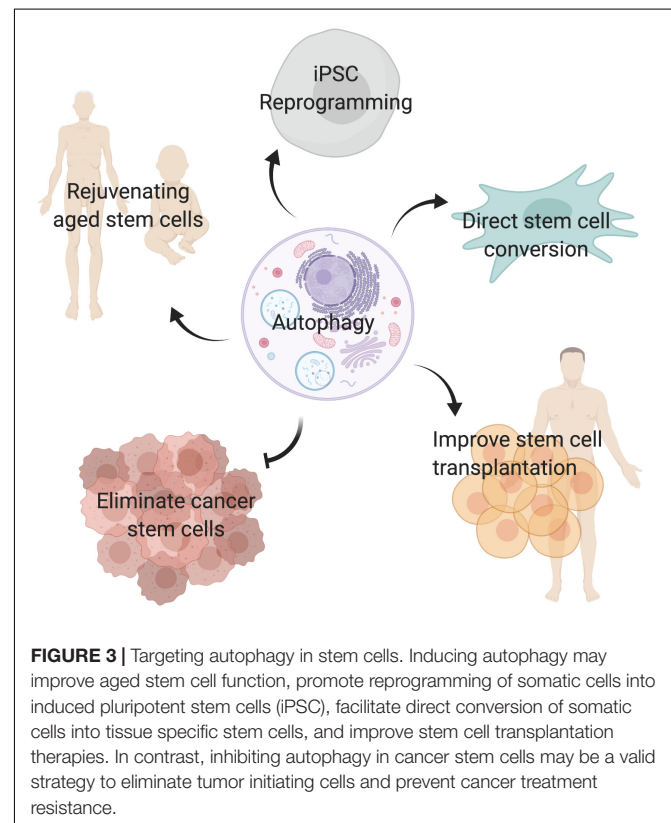 iPSC
Reprogramming
Rejuvenating
aged stem cells
Direct stem cell
conversion
Autophagy
Improve stem cell
transplantation
Eliminate cancer
stem cells
FIGURE 3 | Targeting autophagy in stem cells. Inducing autophagy may
improve aged stem cell function, promote reprogramming of somatic cells into
induced pluripotent stem cells (iPSC), facilitate direct conversion of somatic
cells into tissue specific stem cells, and improve stem cell transplantation
therapies. In contrast, inhibiting autophagy in cancer stem cells may be a valid
strategy to eliminate tumor initiating cells and prevent cancer treatment
resistance.